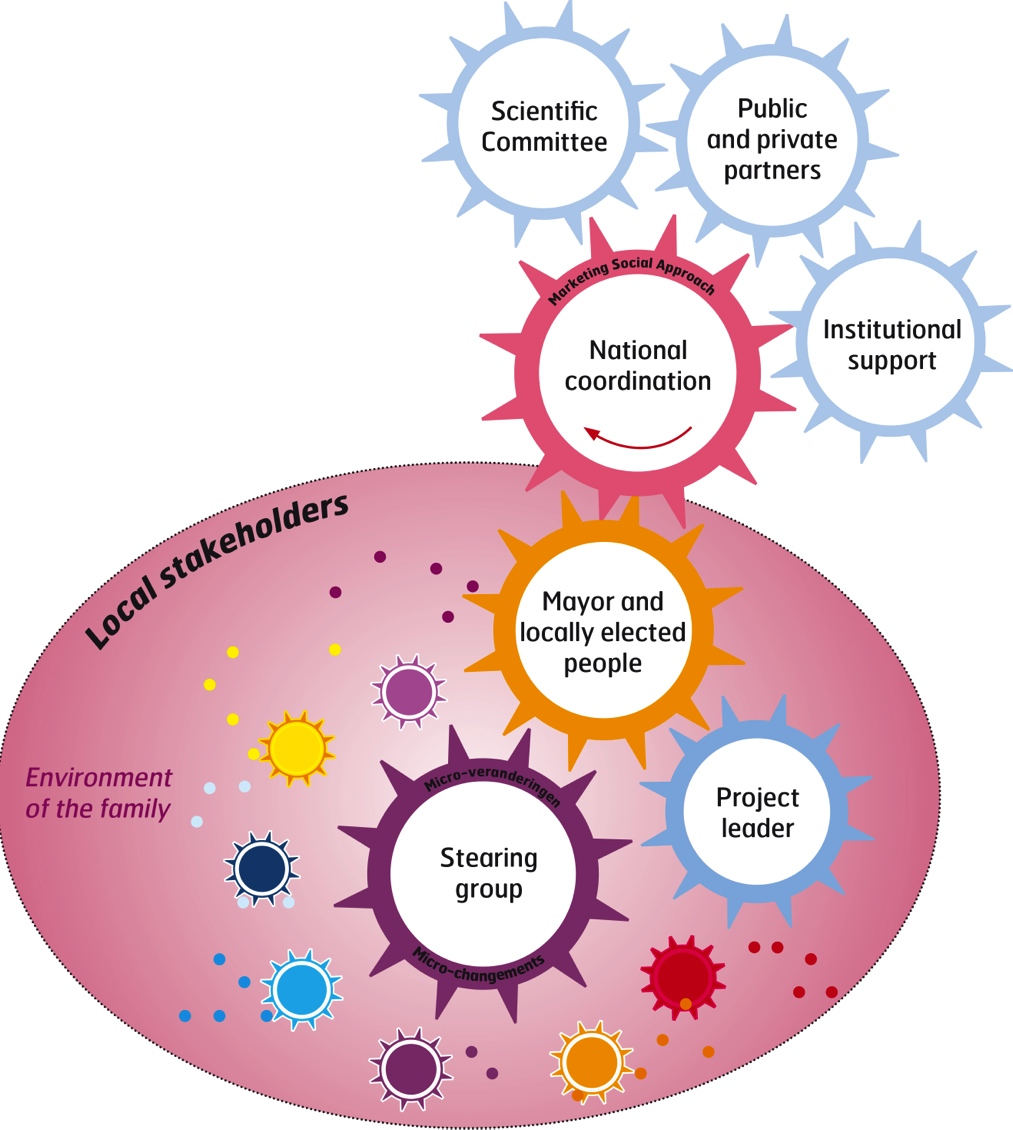 Scientific
Committee
Public
and private
partners
Marketing Social Approach
National
coordination
Institutional
support
Local stakeholders
Mayor and
locally elected
people
Environment
of the family
Micro-veranderingen
Stearing
group
Micro-changements
Project
leader